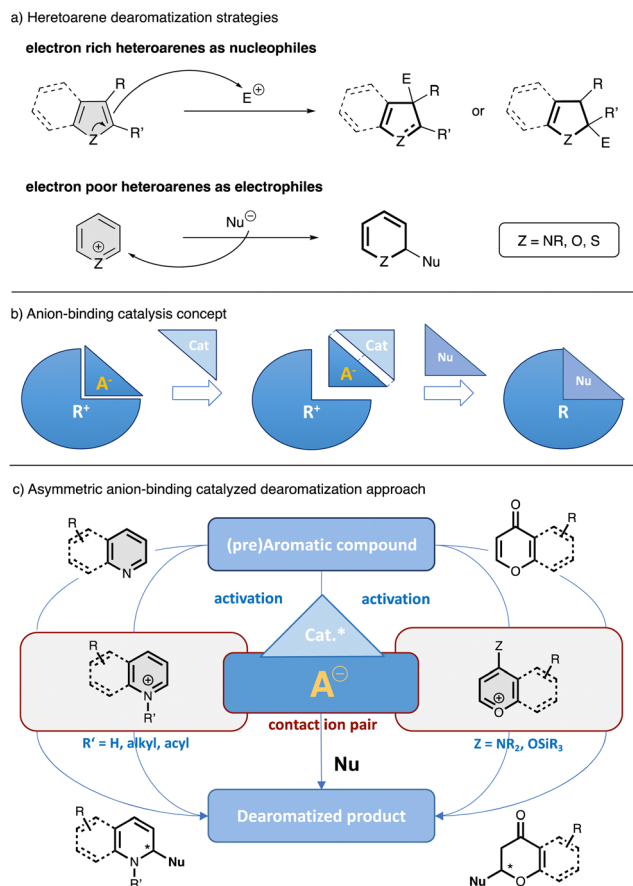 a) Heretoarene dearomatization strategies
electron rich heteroarenes as nucleophiles
R
R'
Z
E⊕
E
R
R'
Z
or
R
R'
Z
E
electron poor heteroarenes as electrophiles
⊕
Z
Nu⊖
Z
Nu
Z = NR, O, S
b) Anion-binding catalysis concept
A-
R+
Cat
Cat
A-
R+
Nu
Nu
R
c) Asymmetric anion-binding catalyzed dearomatization approach
R
N
(pre)Aromatic compound
O
R
O
activation
activation
Cat.*
R
⊕
N
R'
A⊖
Z
R
⊕
O
contact ion pair
R' = H, alkyl, acyl
Z = NR2, OSiR3
Nu
Dearomatized product
R
*
Nu
N
R'
O
R
*
Nu
O